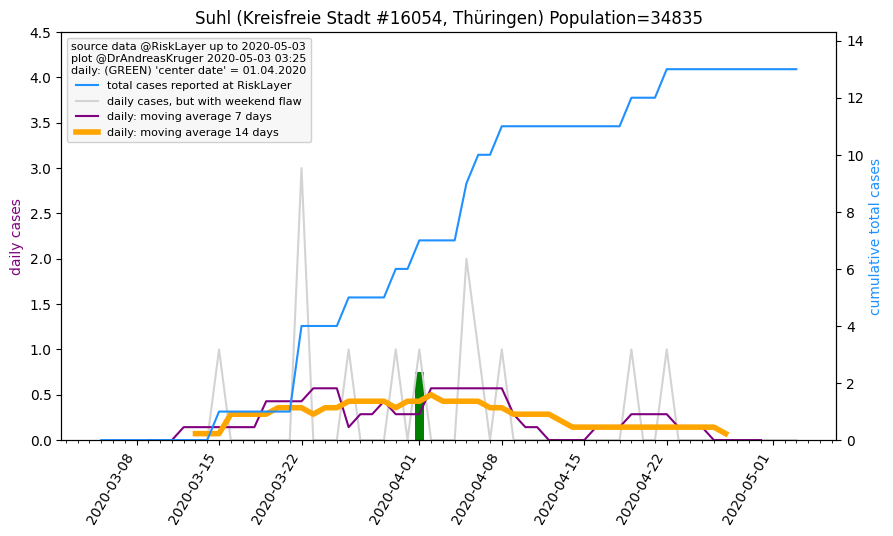 Suhl (Kreisfreie Stadt #16054, Thüringen) Population=34835
source data @RiskLayer up to 2020-05-03
plot @DrAndreasKruger 2020-05-03 03:25
daily: (GREEN) 'center date' = 01.04.2020
total cases reported at RiskLayer
daily cases, but with weekend flaw
daily: moving average 7 days
daily: moving average 14 days
4.5
4.0
3.5
3.0
2.5
2.0
1.5
1.0
0.5
0.0
daily cases
14
12
10
8
6
4
2
0
cumulative total cases
2020-03-08
2020-03-15
2020-03-22
2020-04-01
2020-04-08
2020-04-15
2020-04-22
2020-05-01